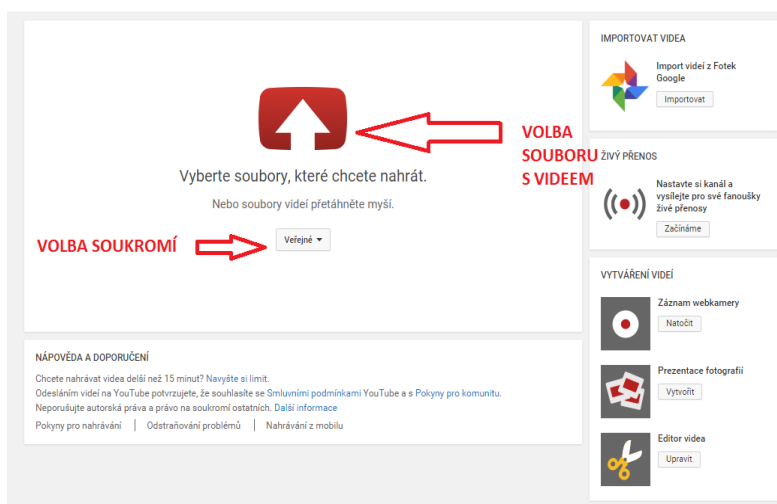 VOLBA
SOUBORU
S VIDEEM
Vyberte soubory, které chcete nahrát.
Nebo soubory videí přetáhněte myší.
VOLBA SOUKROMÍ
Veřejné
NÁPOVĚDA A DOPORUČENÍ
Chcete nahrávat videa delší než 15 minut? Navyšte si limit.
Odesláním videí na YouTube potvrzujete, že souhlasíte se Smluvními podmínkami YouTube a s Pokyny pro komunitu.
Neporušujte autorská práva a právo na soukromí ostatních. Další informace
Pokyny pro nahrávání | Odstraňování problémů | Nahrávání z mobilu
IMPORTOVAT VIDEA
Import videí z Fotek
Google
Importovat
ŽIVÝ PŘENOS
Nastavte si kanál a
vysílejte pro své fanoušky
živé přenosy
Začínáme
VYTVÁŘENÍ VIDEÍ
Záznam webkamery
Natočit
Prezentace fotografií
Vytvořit
Editor videa
Upravit